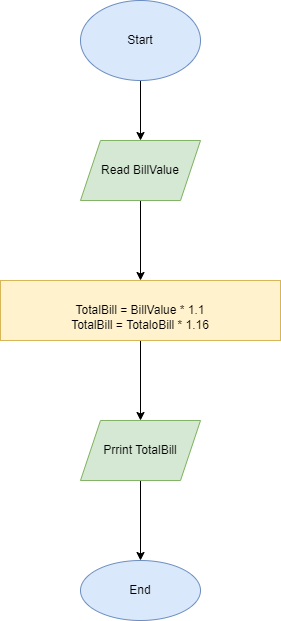 Start
Read BillValue
TotalBill = BillValue * 1.1
TotalBill = TotaloBill * 1.16
Prrint TotalBill
End